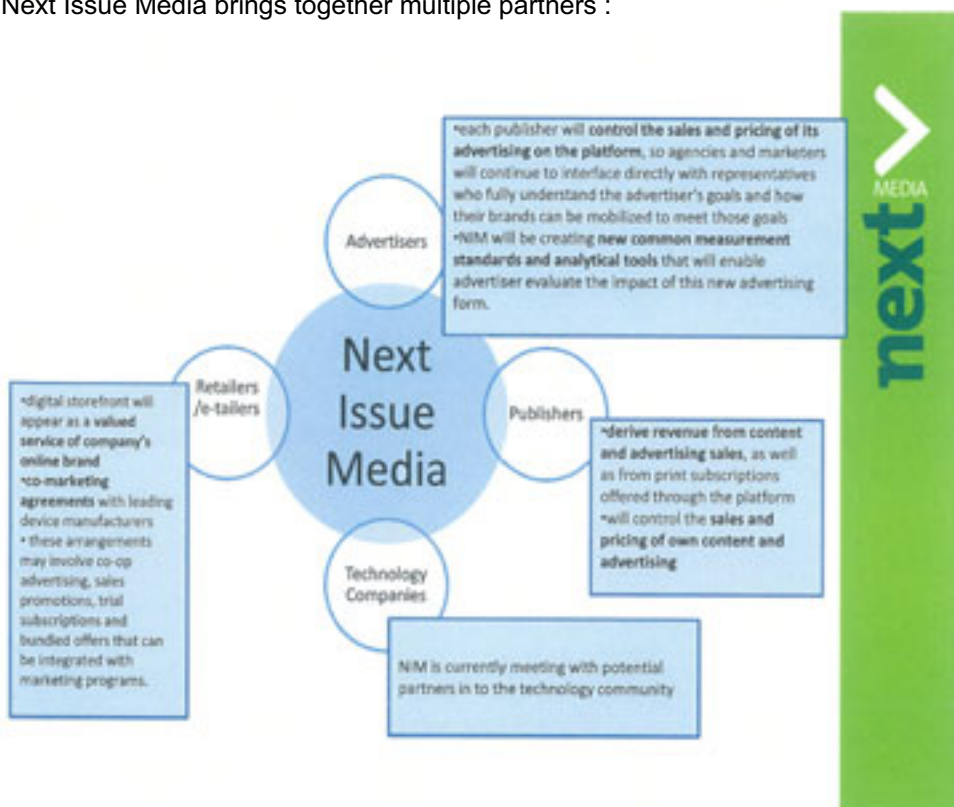 Next Issue Media brings together multiple partners :
•each publisher will control the sales and pricing of its
advertising on the platform, so agencies and marketers
will continue to interface directly with representatives
who fully understand the advertiser's goals and how
their brands can be mobilized to meet those goals
•NIM will be creating new common measurement
standards and analytical tools that will enable
advertiser evaluate the impact of this new advertising
form.
Advertisers
Next
Issue
Media
Retailers
/e-tailers
•digital storefront will
appear as a valued
service of company's
online brand
•co-marketing
agreements with leading
device manufacturers
• these arrangements
may involve co-op
advertising, sales
promotions, trial
subscriptions and
bundled offers that can
be integrated with
marketing programs.
Publishers
•derive revenue from content
and advertising sales, as well
as from print subscriptions
offered through the platform
•will control the sales and
pricing of own content and
advertising
Technology
Companies
NIM is currently meeting with potential
partners in to the technology community
next
MEDIA